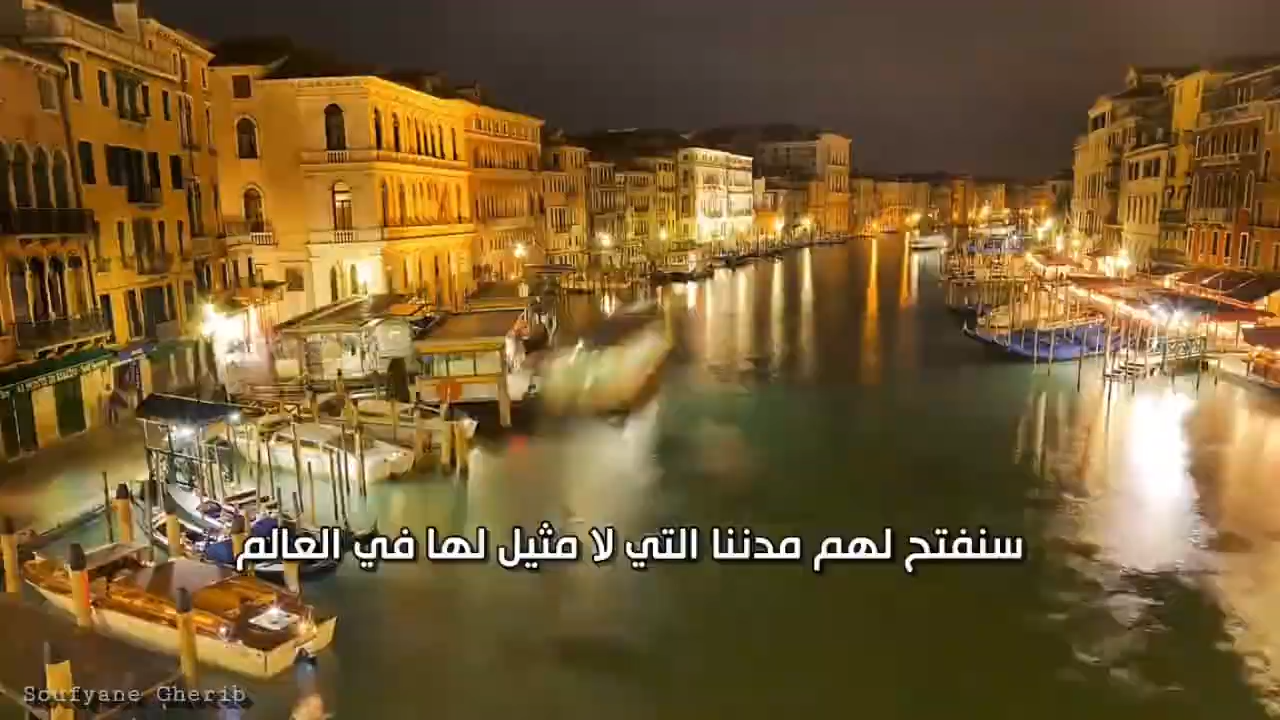 سنفتح لهم مدننا التي لا مثيل لها في العالم
Soufyane Gherib